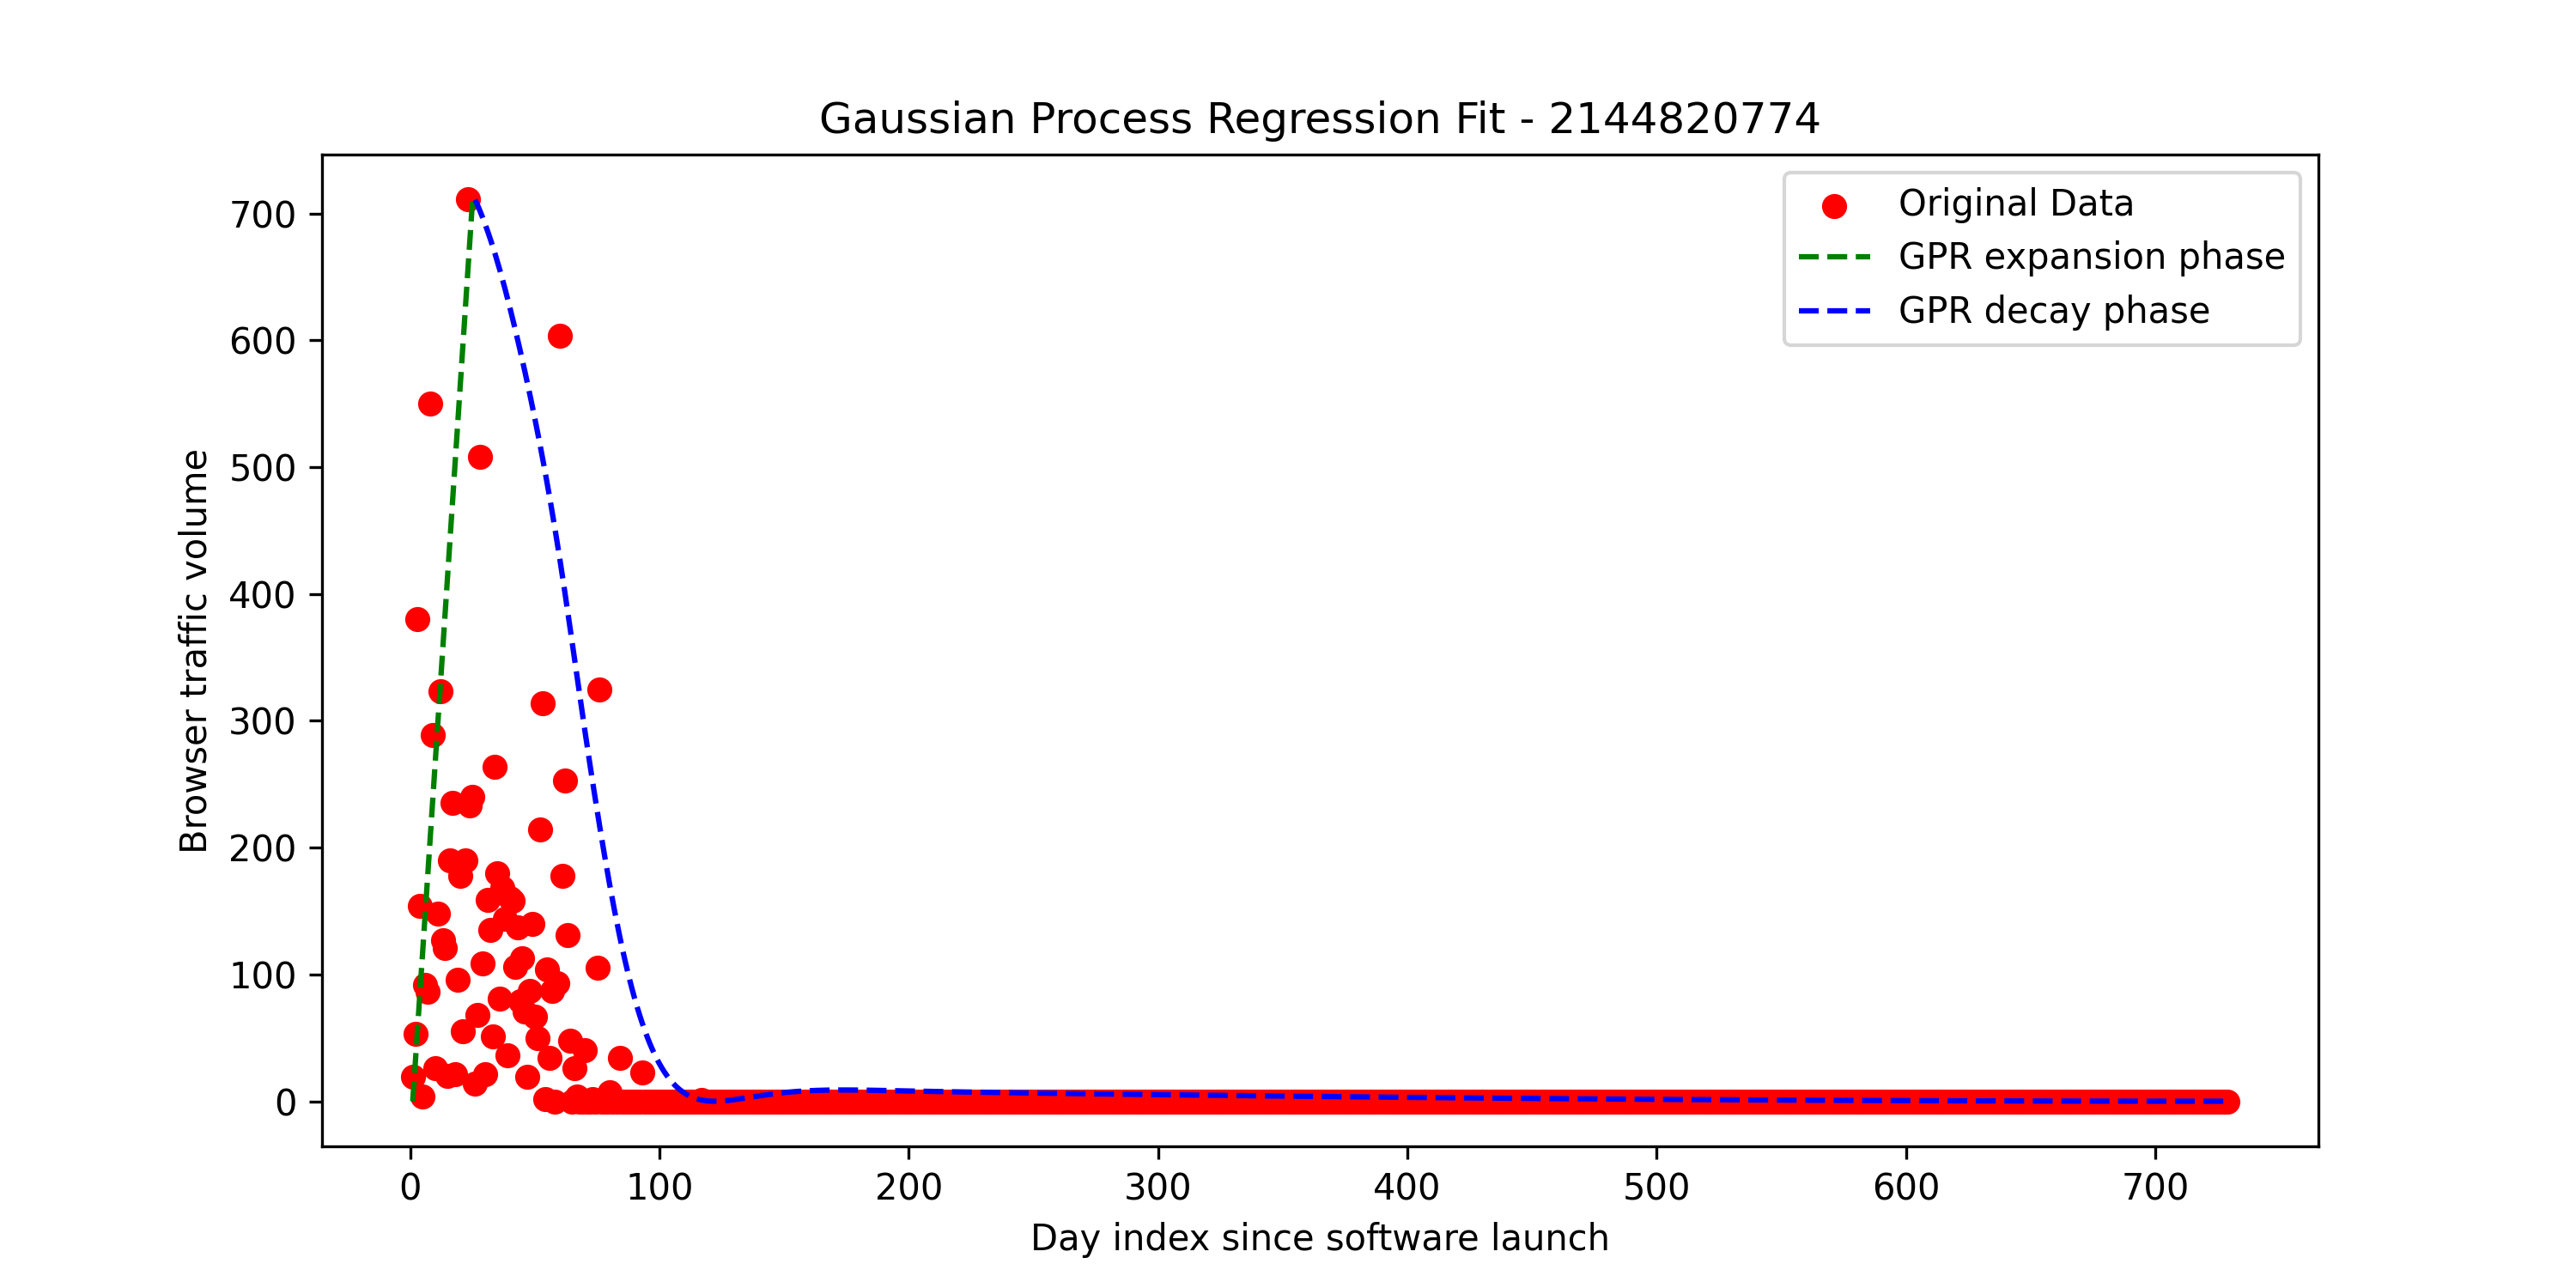 Gaussian Process Regression Fit - 2144820774
Original Data
GPR expansion phase
GPR decay phase
Browser traffic volume
700
600
500
400
300
200
100
0
0 100 200 300 400 500 600 700
Day index since software launch